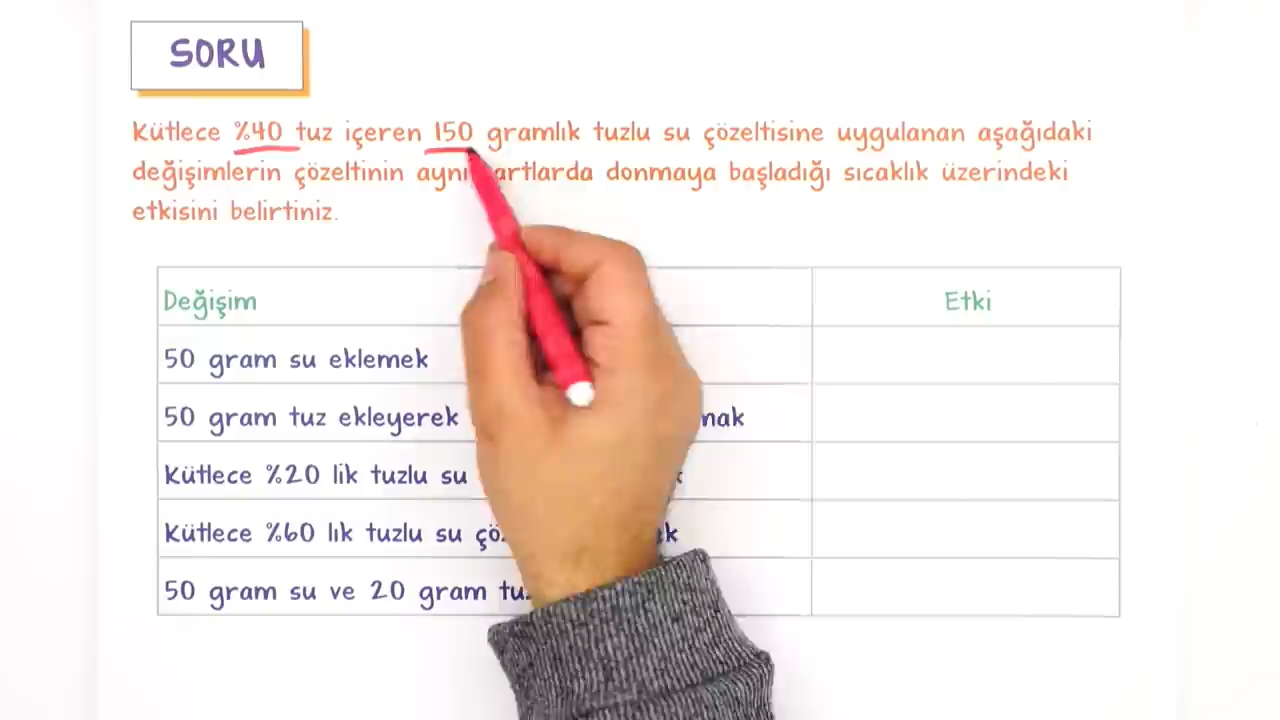 SORU
Kütlece %40 tuz içeren 150 gramlık tuzlu su çözeltisine uygulanan aşağıdaki
değişimlerin çözeltinin aynı donmaya başladığı sıcaklık üzerindeki
etkisini belirtiniz.
Değişim Etki
50 gram su eklemek
50 gram tuz ekleyerek
Kütlece %20 lik tuzlu su
Kütlece %60 lık tuzlu su
50 gram su ve 20 gram